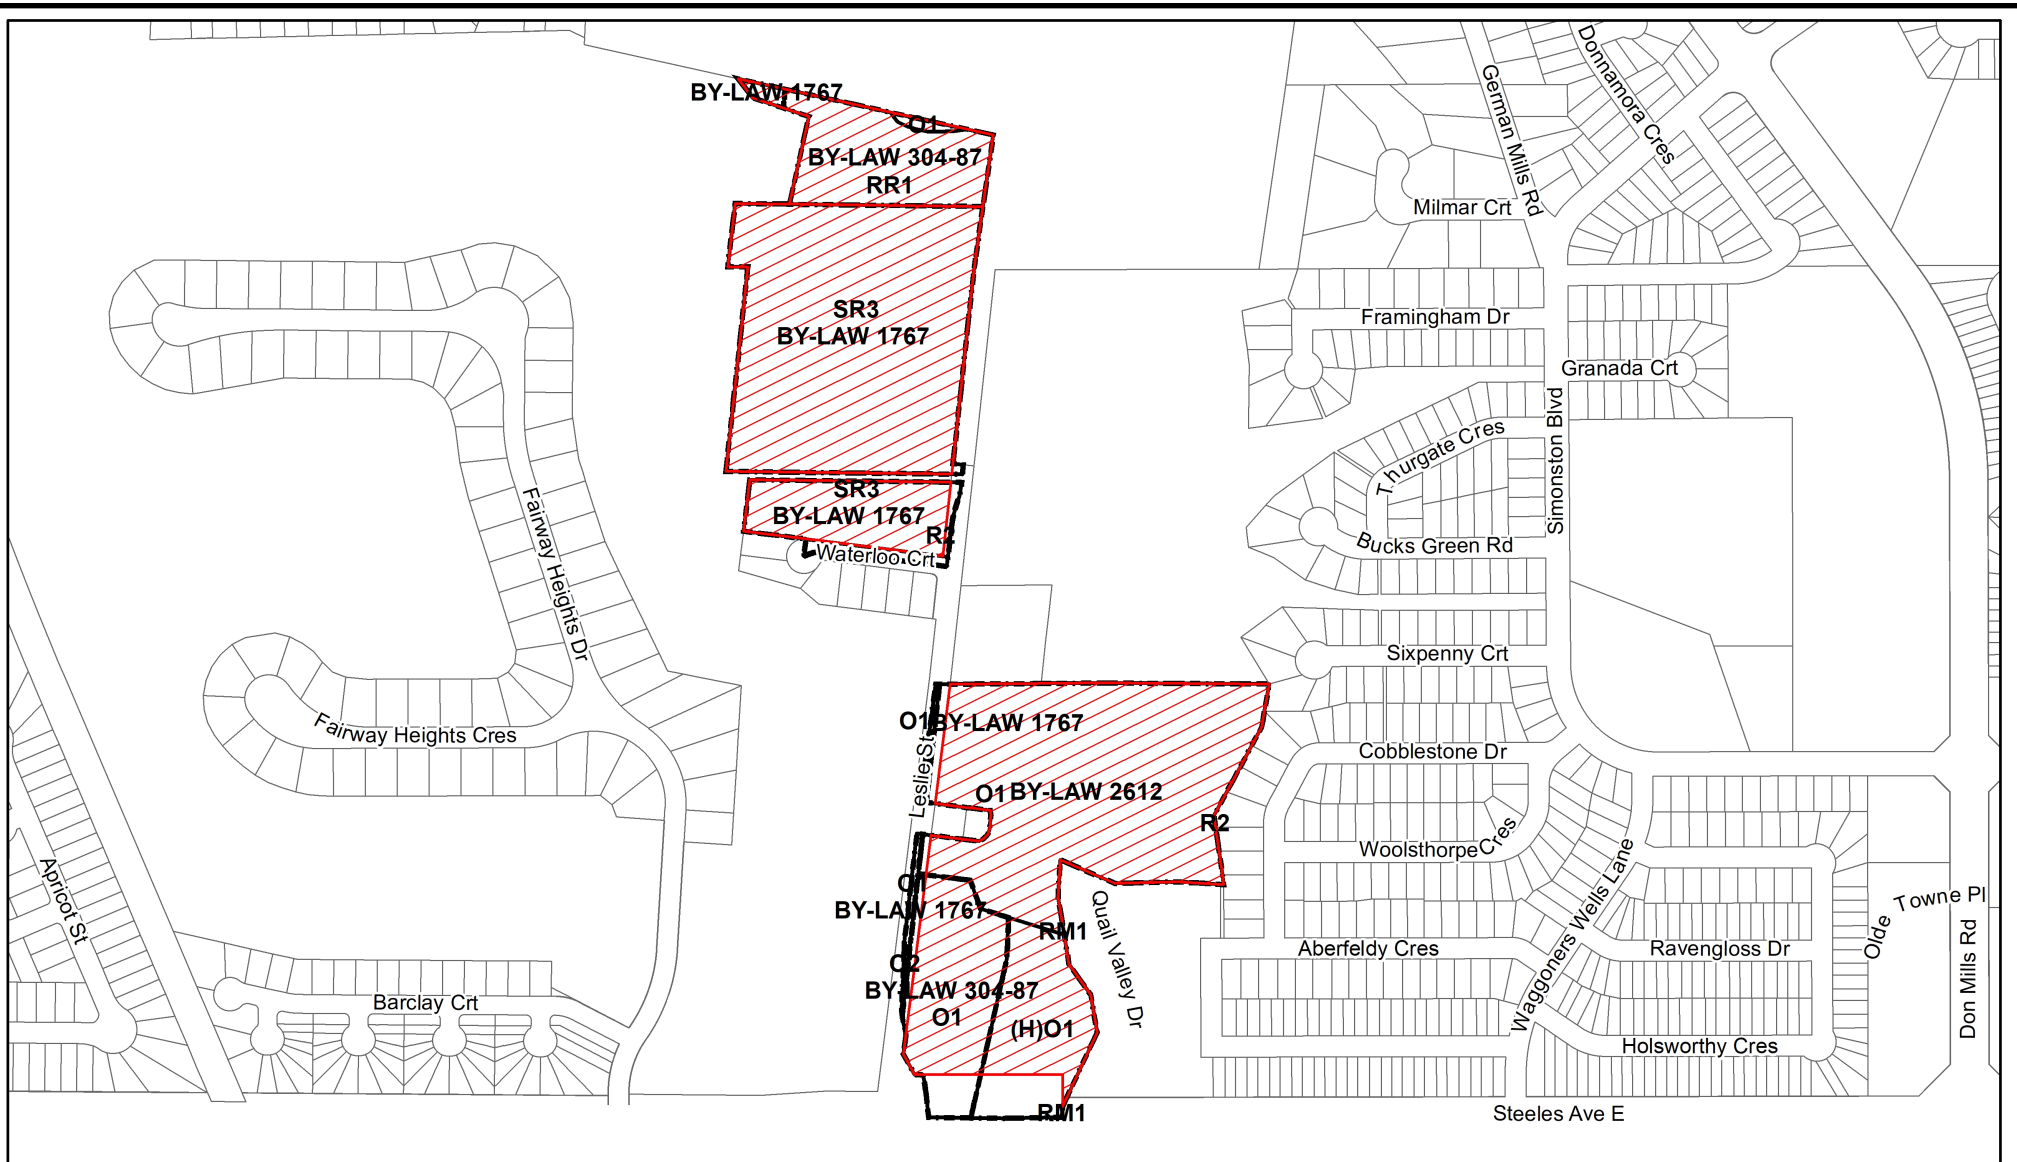 BY-LAW 1767
O1
BY-LAW 304-87
RR1
German Mills Rd
Donnamora Cres
Milmar Crt
SR3
BY-LAW 1767
Framingham Dr
Granada Crt
Simonston Blvd
Thurgate Cres
SR3
BY-LAW 1767
R2
Waterloo Crt
Bucks Green Rd
Fairway Heights Dr
Sixpenny Crt
Fairway Heights Cres
O1
BY-LAW 1767
Leslie St
Cobblestone Dr
O1
BY-LAW 2612
R2
Woolsthorpe Cres
Apricot St
O1
BY-LAW 1767
RM1
Quail Valley Dr
Waggoners Wells Lane
Olde Towne Pl
Don Mills Rd
Aberfeldy Cres
Ravengloss Dr
O2
BY-LAW 304-87
O1
(H)O1
Barclay Crt
Holsworthy Cres
RM1
Steeles Ave E